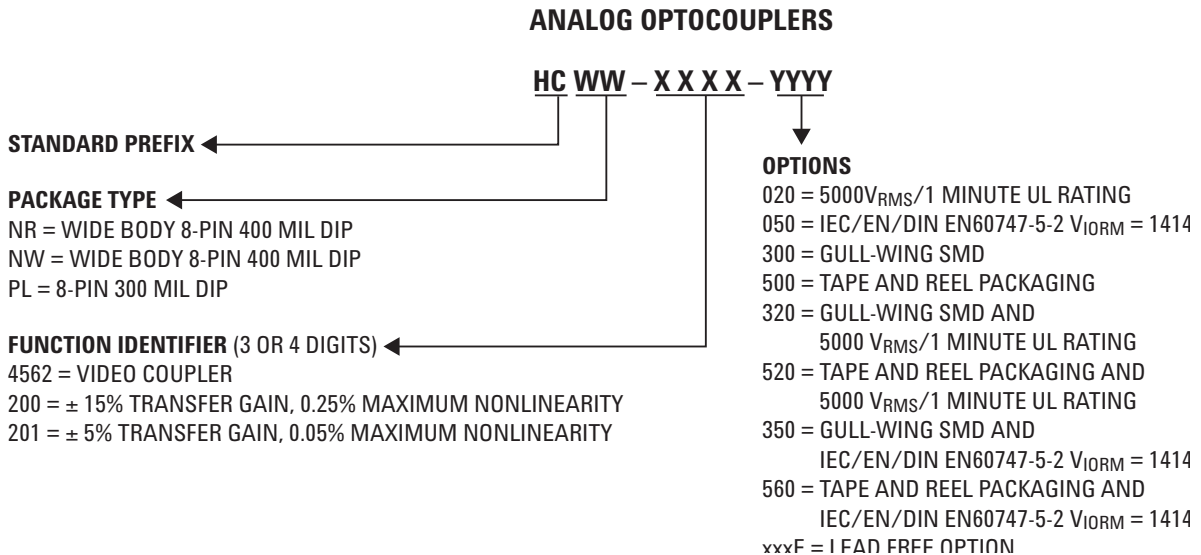 ANALOG OPTOCOUPLERS
HC WW – X X X X – YYYY
STANDARD PREFIX
PACKAGE TYPE
NR = WIDE BODY 8-PIN 400 MIL DIP
NW = WIDE BODY 8-PIN 400 MIL DIP
PL = 8-PIN 300 MIL DIP
FUNCTION IDENTIFIER (3 OR 4 DIGITS)
4562 = VIDEO COUPLER
200 = ± 15% TRANSFER GAIN, 0.25% MAXIMUM NONLINEARITY
201 = ± 5% TRANSFER GAIN, 0.05% MAXIMUM NONLINEARITY
OPTIONS
020 = 5000VRMS/1 MINUTE UL RATING
050 = IEC/EN/DIN EN60747-5-2 VIORM = 1414
300 = GULL-WING SMD
500 = TAPE AND REEL PACKAGING
320 = GULL-WING SMD AND
5000 VRMS/1 MINUTE UL RATING
520 = TAPE AND REEL PACKAGING AND
5000 VRMS/1 MINUTE UL RATING
350 = GULL-WING SMD AND
IEC/EN/DIN EN60747-5-2 VIORM = 1414
560 = TAPE AND REEL PACKAGING AND
IEC/EN/DIN EN60747-5-2 VIORM = 1414
xxxE = LEAD FREE OPTION